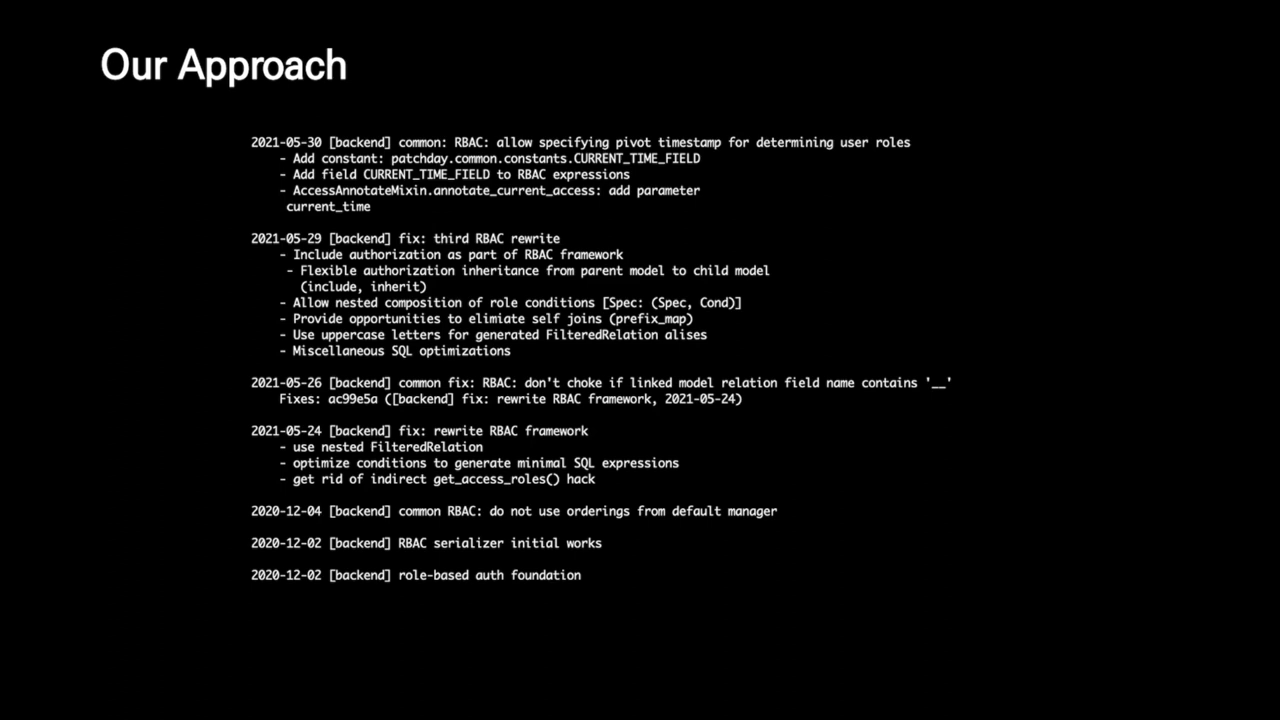 Our Approach
2021-05-30 [backend] common: RBAC: allow specifying pivot timestamp for determining user roles
- Add constant: patchday.common.constants.CURRENT_TIME_FIELD
- Add field CURRENT_TIME_FIELD to RBAC expressions
- AccessAnnotateMixin.annotate_current_access: add parameter
current_time
2021-05-29 [backend] fix: third RBAC rewrite
- Include authorization as part of RBAC framework
- Flexible authorization inheritance from parent model to child model
(include, inherit)
- Allow nested composition of role conditions [Spec: (Spec, Cond)]
- Provide opportunities to elimiate self joins (prefix_map)
- Use uppercase letters for generated FilteredRelation alises
- Miscellaneous SQL optimizations
2021-05-26 [backend] common fix: RBAC: don't choke if linked model relation field name contains '__'
Fixes: ac99e5a ([backend] fix: rewrite RBAC framework, 2021-05-24)
2021-05-24 [backend] fix: rewrite RBAC framework
- use nested FilteredRelation
- optimize conditions to generate minimal SQL expressions
- get rid of indirect get_access_roles() hack
2020-12-04 [backend] common RBAC: do not use orderings from default manager
2020-12-02 [backend] RBAC serializer initial works
2020-12-02 [backend] role-based auth foundation